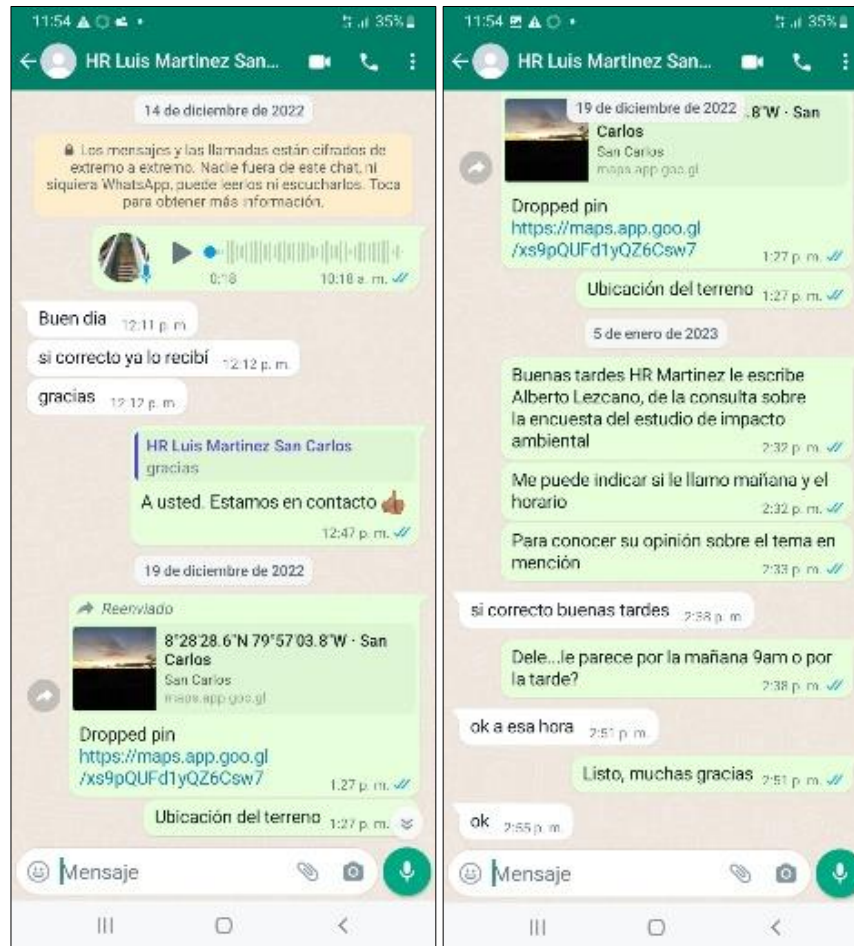 11:54
35%
HR Luis Martinez San...
14 de diciembre de 2022
Los mensajes y las llamadas están cifrados de
extremo a extremo. Nadie fuera de este chat, ni
siquiera WhatsApp, puede leerlos ni escucharlos. Toca
para obtener más información.
0:18 10:18 a. m.
Buen dia 12:11 p. m.
si correcto ya lo recibí 12:12 p. m.
gracias 12:12 p. m.
HR Luis Martinez San Carlos
gracias
A usted. Estamos en contacto
12:47 p. m.
19 de diciembre de 2022
Reenviado
8°28'28.6"N 79°57'03.8"W · San
Carlos
San Carlos
maps.app.goo.gl
Dropped pin
https://maps.app.goo.gl
/xs9pQUFd1yQZ6Csw7 1:27 p. m.
Ubicación del terreno 1:27 p. m.
Mensaje
11:54
35%
HR Luis Martinez San...
19 de diciembre de 2022
.8"W · San
Carlos
San Carlos
maps.app.goo.gl
Dropped pin
https://maps.app.goo.gl
/xs9pQUFd1yQZ6Csw7 1:27 p. m.
Ubicación del terreno 1:27 p. m.
5 de enero de 2023
Buenas tardes HR Martinez le escribe
Alberto Lezcano, de la consulta sobre
la encuesta del estudio de impacto
ambiental 2:32 p. m.
Me puede indicar si le llamo mañana y el
horario 2:32 p. m.
Para conocer su opinión sobre el tema en
mención 2:33 p. m.
si correcto buenas tardes 2:38 p. m.
Dele...le parece por la mañana 9am o por
la tarde? 2:38 p. m.
ok a esa hora 2:51 p. m.
Listo, muchas gracias 2:51 p. m.
ok 2:55 p. m.
Mensaje